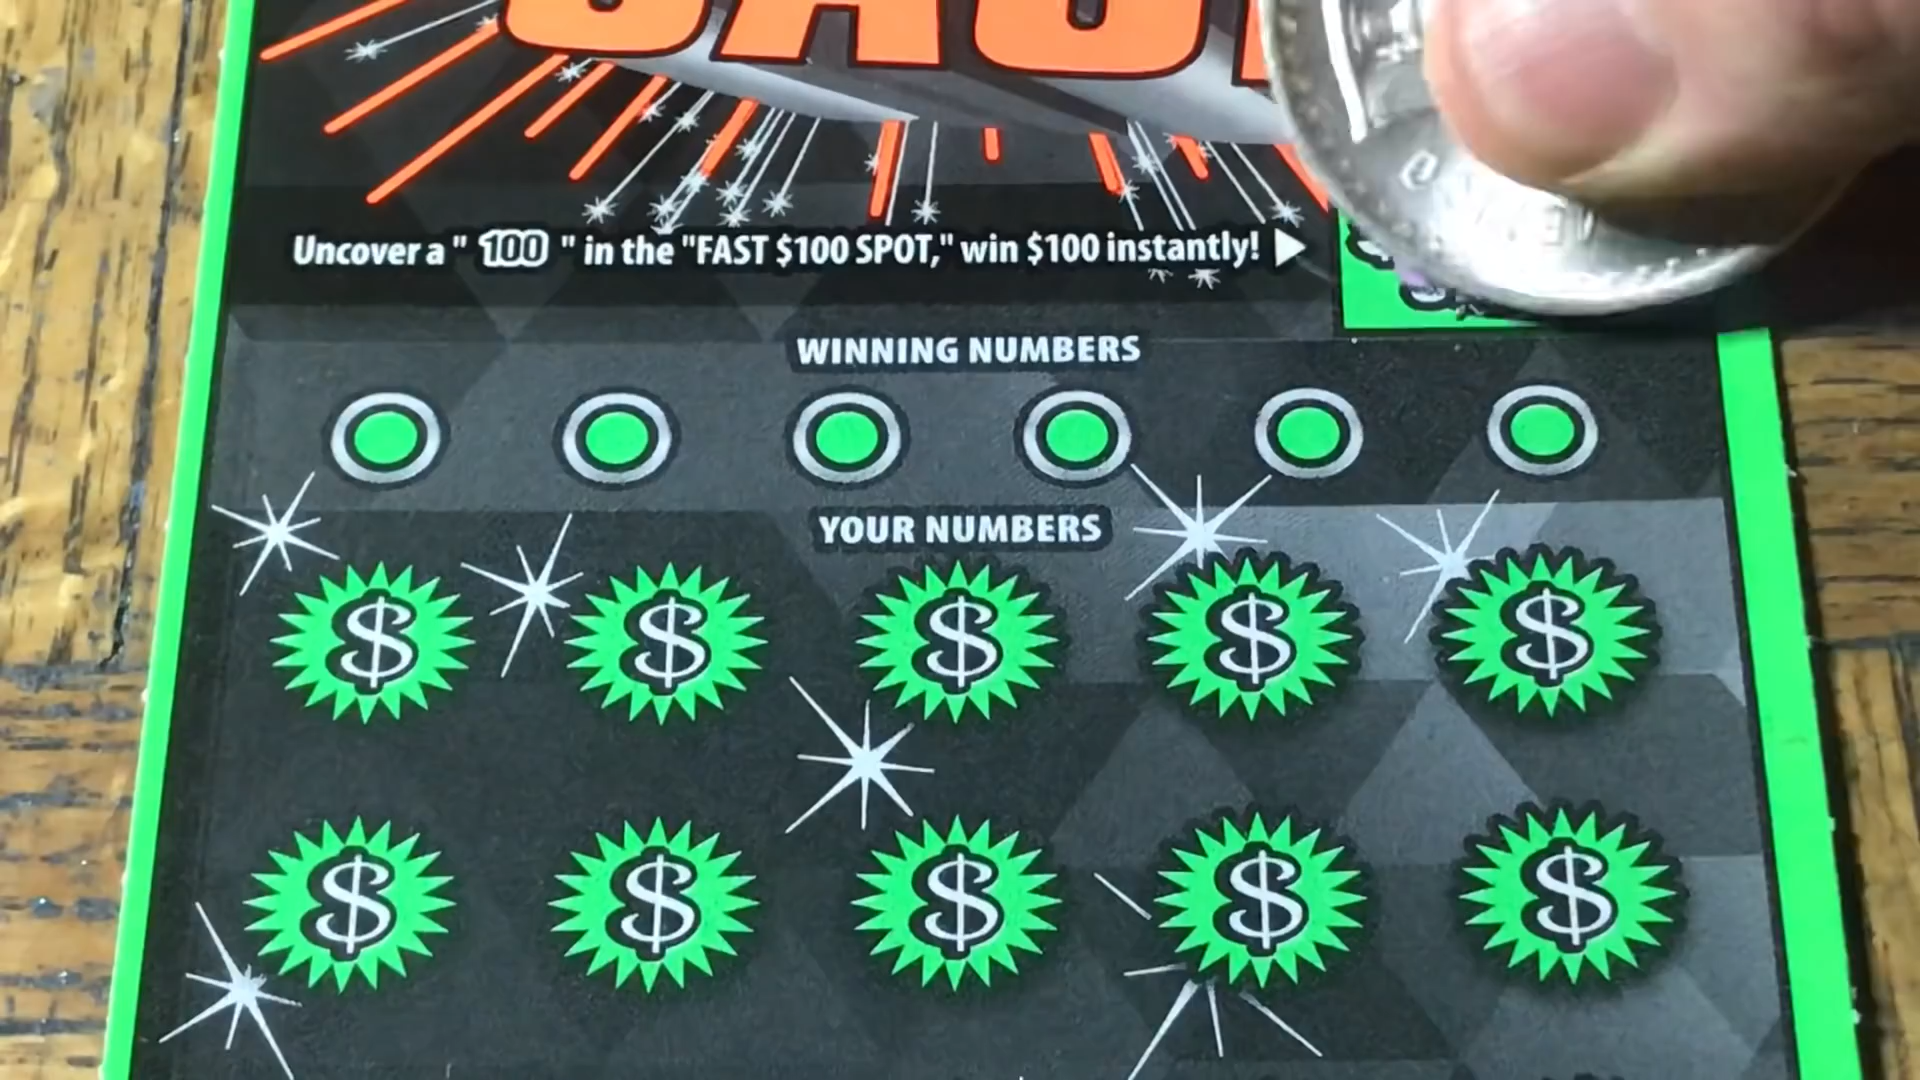 Uncover a " 100 " in the "FAST $100 SPOT," win $100 instantly!
WINNING NUMBERS
YOUR NUMBERS
$ $ $ $ $
$ $ $ $ $